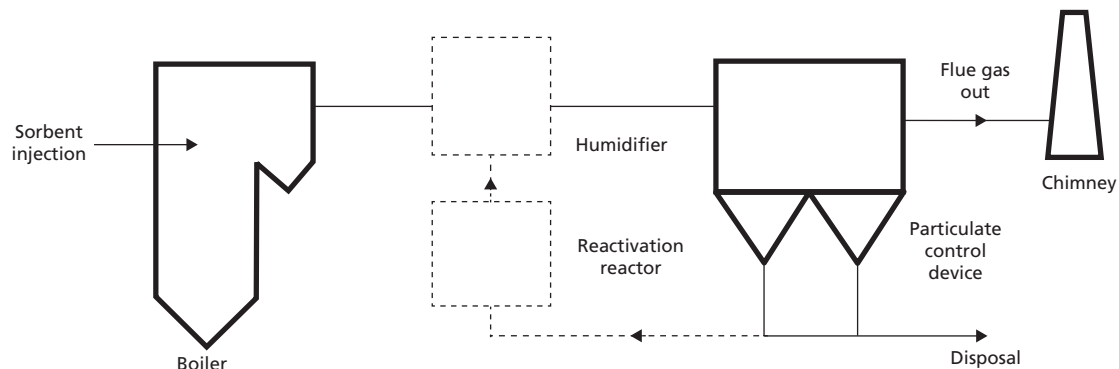 Sorbent
injection
Boiler
Humidifier
Reactivation
reactor
Flue gas
out
Chimney
Particulate
control
device
Disposal